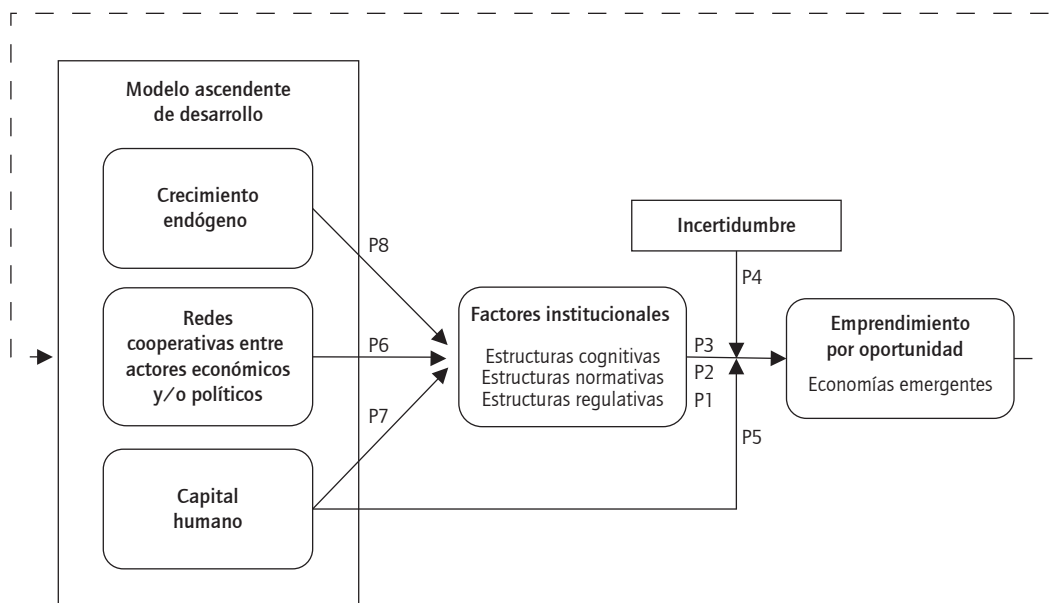 Modelo ascendente
de desarrollo
Crecimiento
endógeno
P8
Redes
cooperativas entre
actores económicos
y/o políticos
P6
P7
Capital
humano
Factores institucionales
Estructuras cognitivas
Estructuras normativas
Estructuras regulativas
Incertidumbre
P4
P3
P2
P1
P5
Emprendimiento
por oportunidad
Economías emergentes